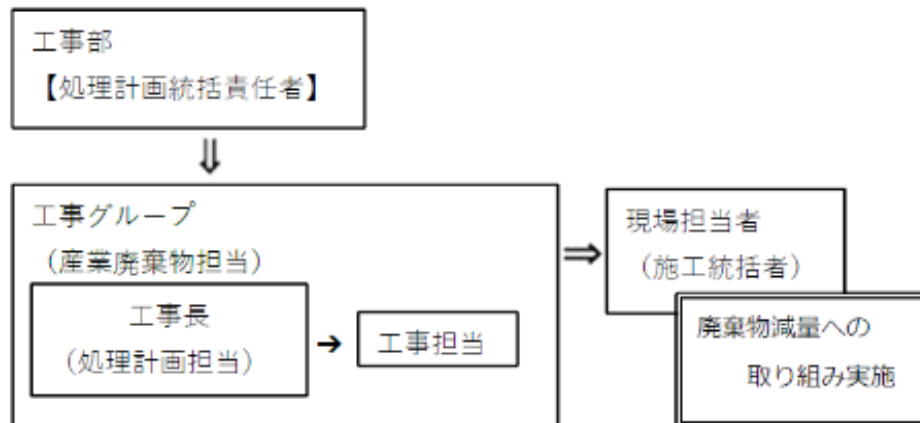 工事部
【処理計画統括責任者】
⇓
工事グループ
（産業廃棄物担当）
工事長
（処理計画担当）
➔
工事担当
⇒
現場担当者
（施工統括者）
廃棄物減量への
取り組み実施